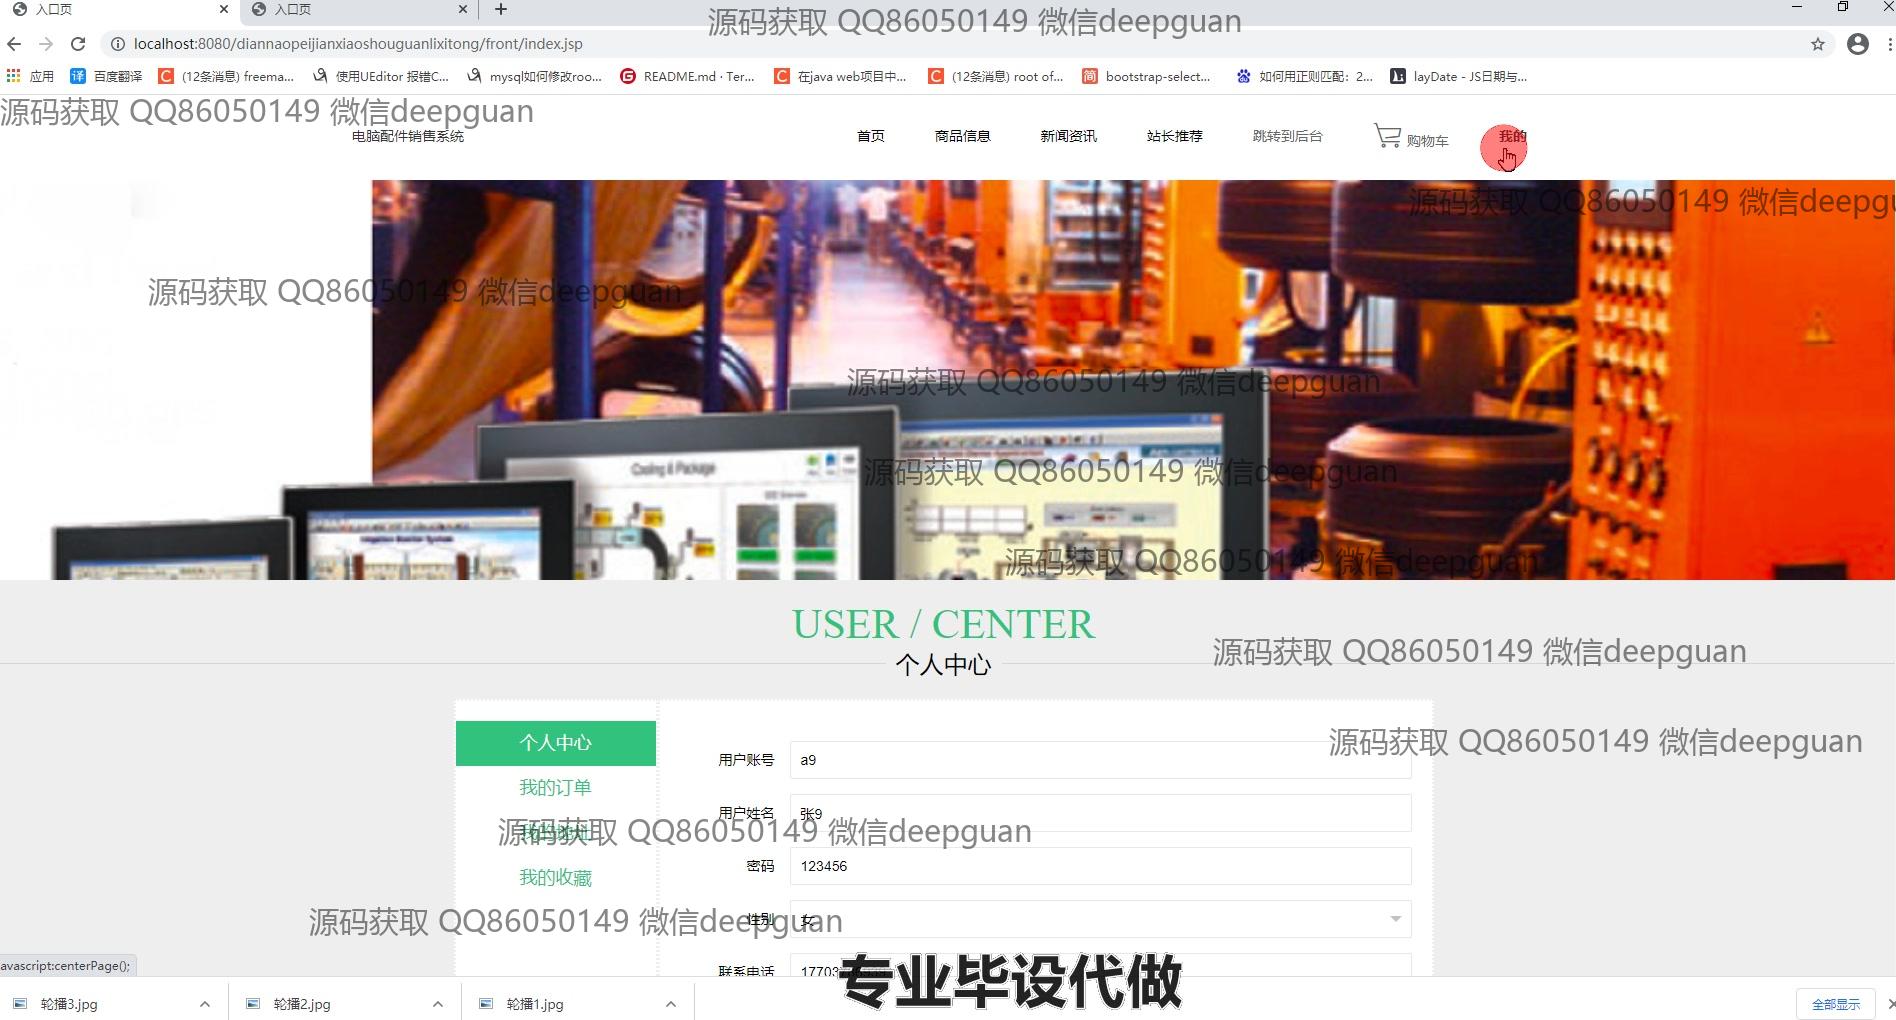 入口页
入口页
源码获取 QQ86050149 微信deepguan
localhost:8080/diannaopeijianxiaoshouguanlixitong/front/index.jsp
应用
百度翻译
(12条消息) freema...
使用UEditor 报错C...
mysql如何修改roo...
README.md · Ter...
在java web项目中...
(12条消息) root of...
bootstrap-select...
如何用正则匹配：2...
layDate - JS日期与...
源码获取 QQ86050149 微信deepguan
电脑配件销售系统
首页
商品信息
新闻资讯
站长推荐
跳转到后台
购物车
我的
源码获取 QQ86050149 微信deepgu
源码获取 QQ86050149 微信deepguan
源码获取 QQ86050149 微信deepguan
Cooling & Package
源码获取 QQ86050149 微信deepguan
源码获取 QQ86050149 微信deepguan
USER / CENTER
个人中心
源码获取 QQ86050149 微信deepguan
源码获取 QQ86050149 微信deepguan
个人中心
我的订单
我的地址
我的收藏
用户账号
a9
用户姓名
张9
源码获取 QQ86050149 微信deepguan
密码
123456
性别
女
源码获取 QQ86050149 微信deepguan
联系电话
专业毕设代做
avascript:centerPage();
轮播3.jpg
轮播2.jpg
轮播1.jpg
全部显示